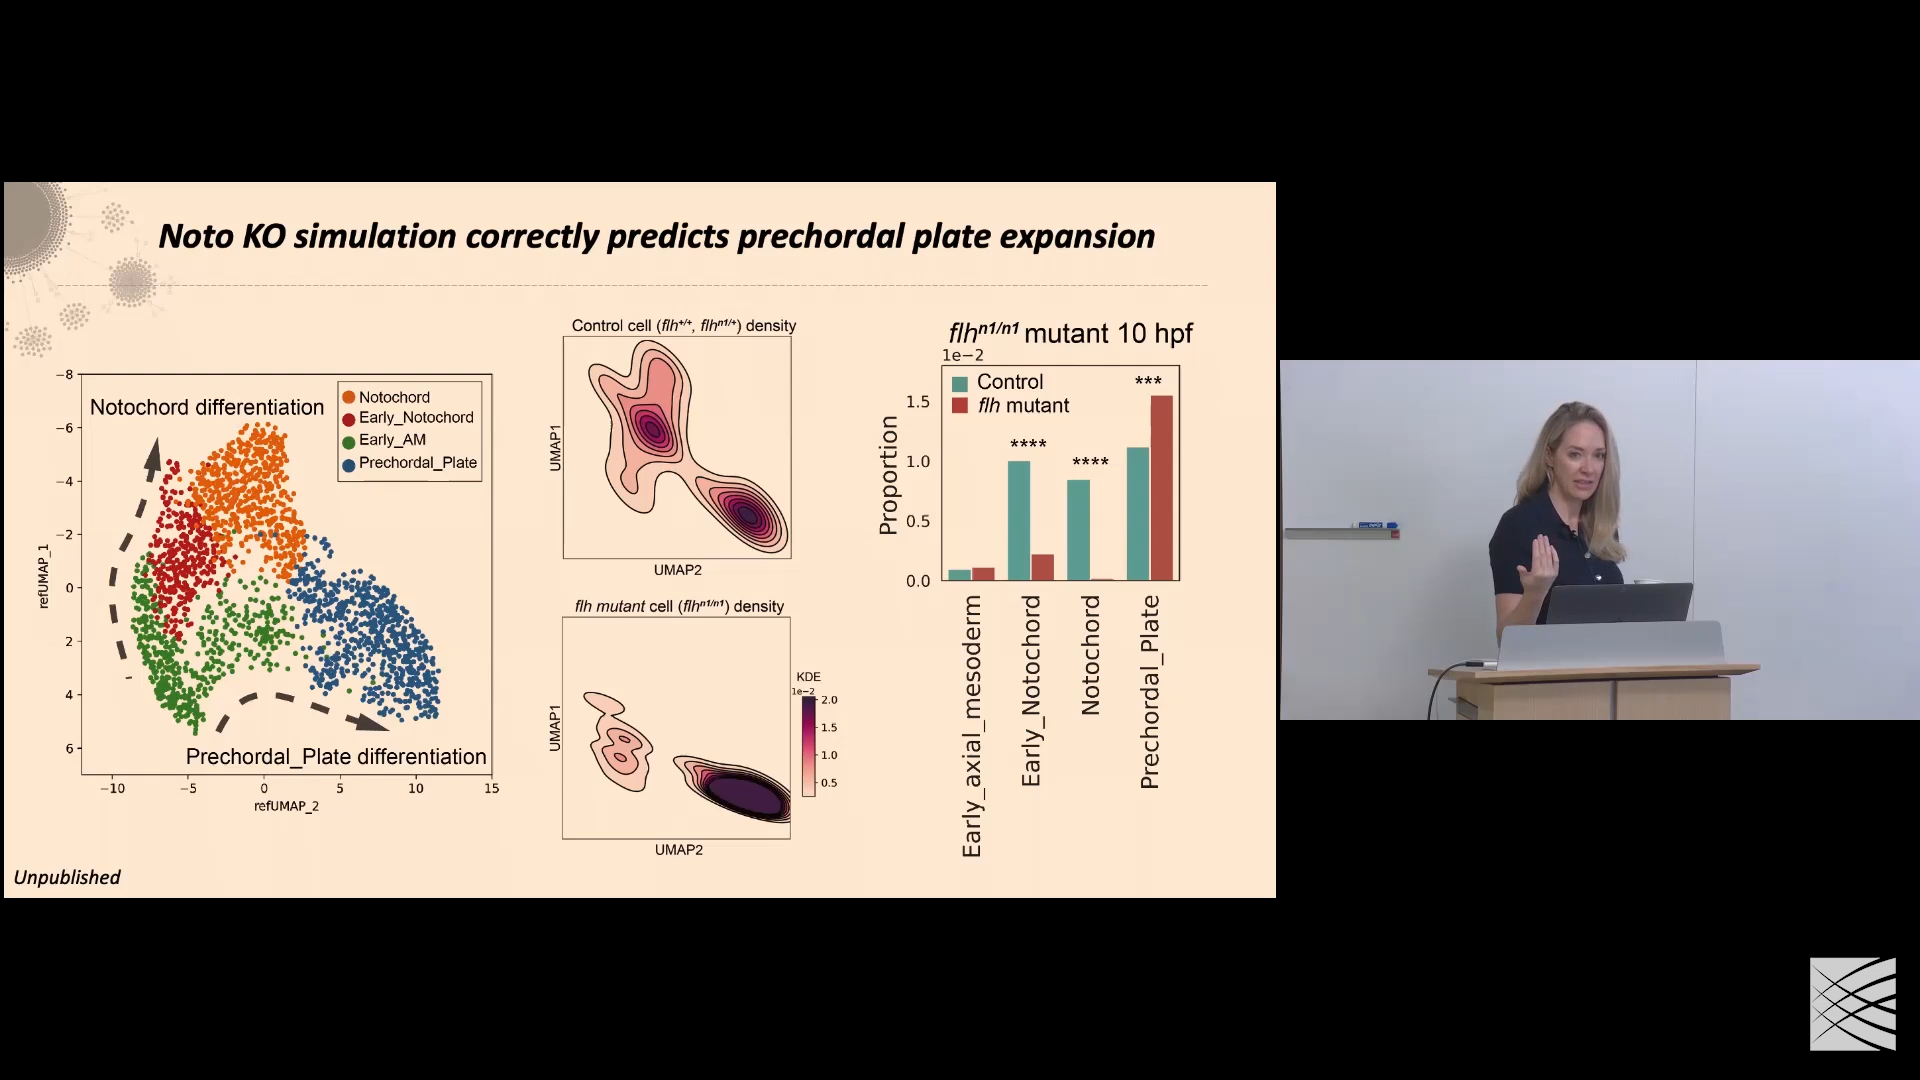 Noto KO simulation correctly predicts prechordal plate expansion
Notochord differentiation
Notochord
Early_Notochord
Early_AM
Prechordal_Plate
Prechordal_Plate differentiation
refUMAP_1
−8
−6
−4
−2
0
2
4
6
−10
−5
0
5
10
15
refUMAP_2
Control cell (flh+/+, flhn1/+) density
UMAP1
UMAP2
flh mutant cell (flhn1/n1) density
UMAP1
UMAP2
KDE
1e−2
2.0
1.5
1.0
0.5
flhn1/n1 mutant 10 hpf
1e−2
Control
flh mutant
***
****
****
Proportion
1.5
1.0
0.5
0.0
Early_axial_mesoderm
Early_Notochord
Notochord
Prechordal_Plate
Unpublished